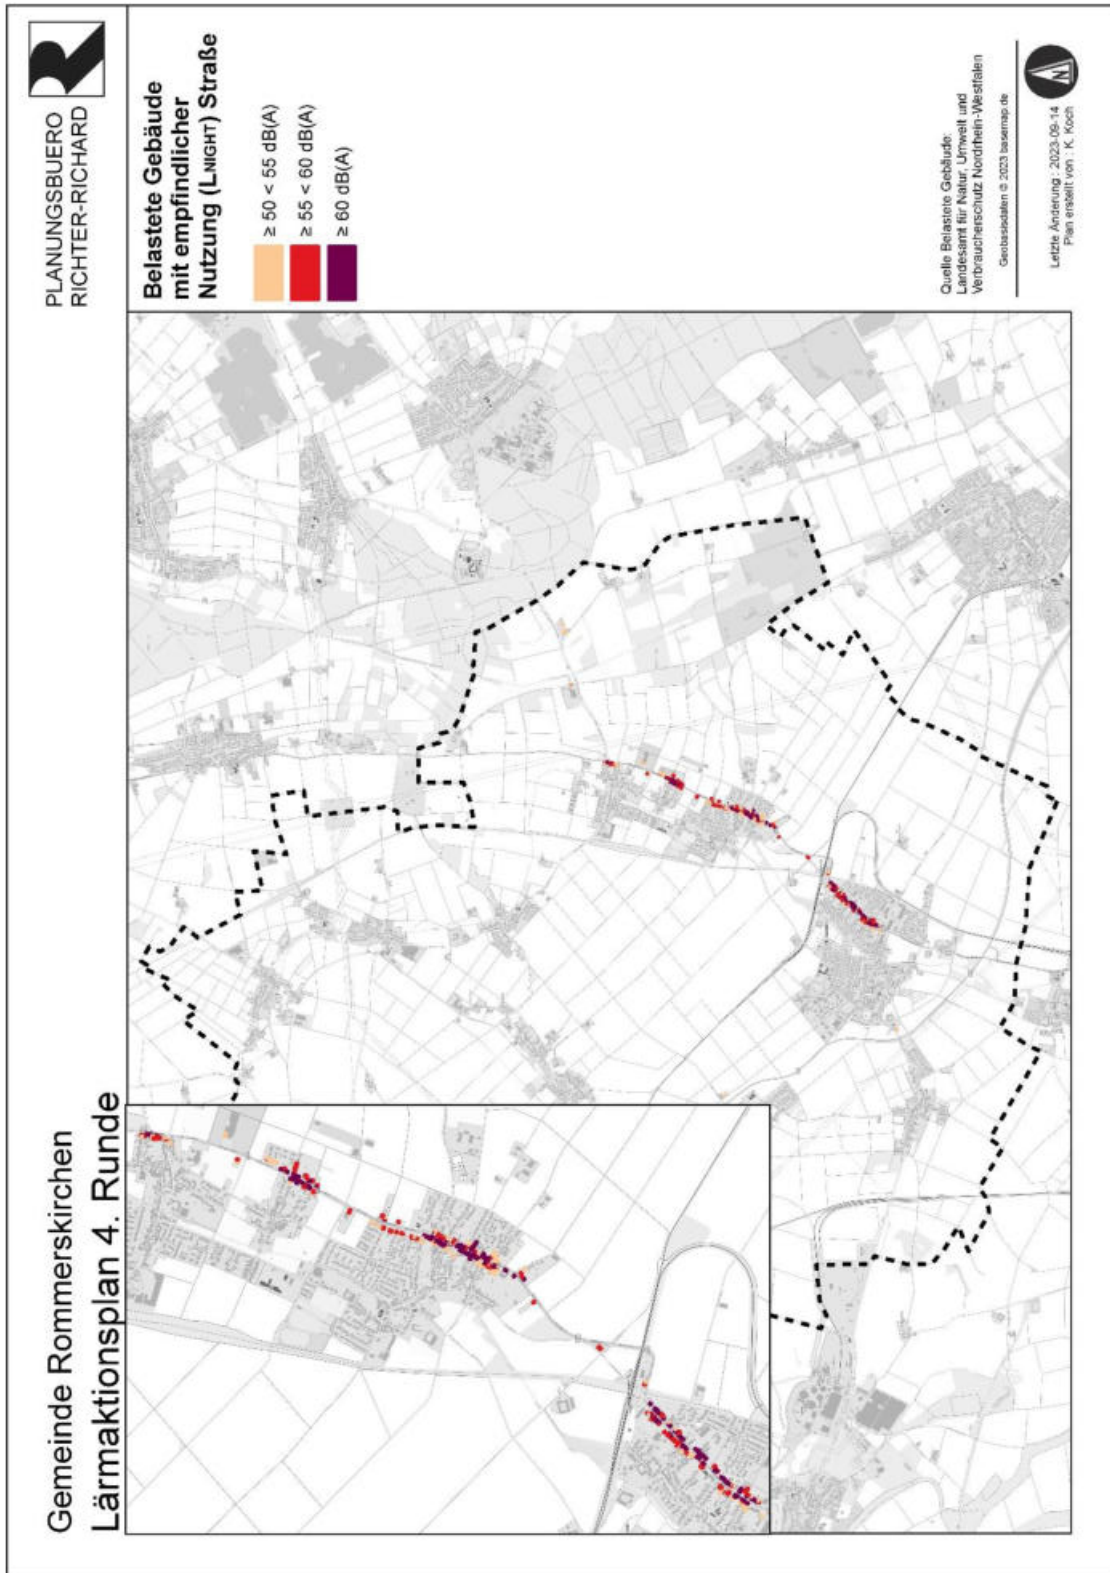 Gemeinde Rommerskirchen
Lärmaktionsplan 4. Runde
PLANUNGSBUERO
RICHTER-RICHARD
Belastete Gebäude
mit empfindlicher
Nutzung (LNIGHT) Straße
≥ 50 < 55 dB(A)
≥ 55 < 60 dB(A)
≥ 60 dB(A)
Quelle Belastete Gebäude:
Landesamt für Natur, Umwelt und
Verbraucherschutz Nordrhein-Westfalen
Geobasisdaten © 2023 basemap.de
N
Letzte Änderung : 2023-09-14
Plan erstellt von : K. Koch